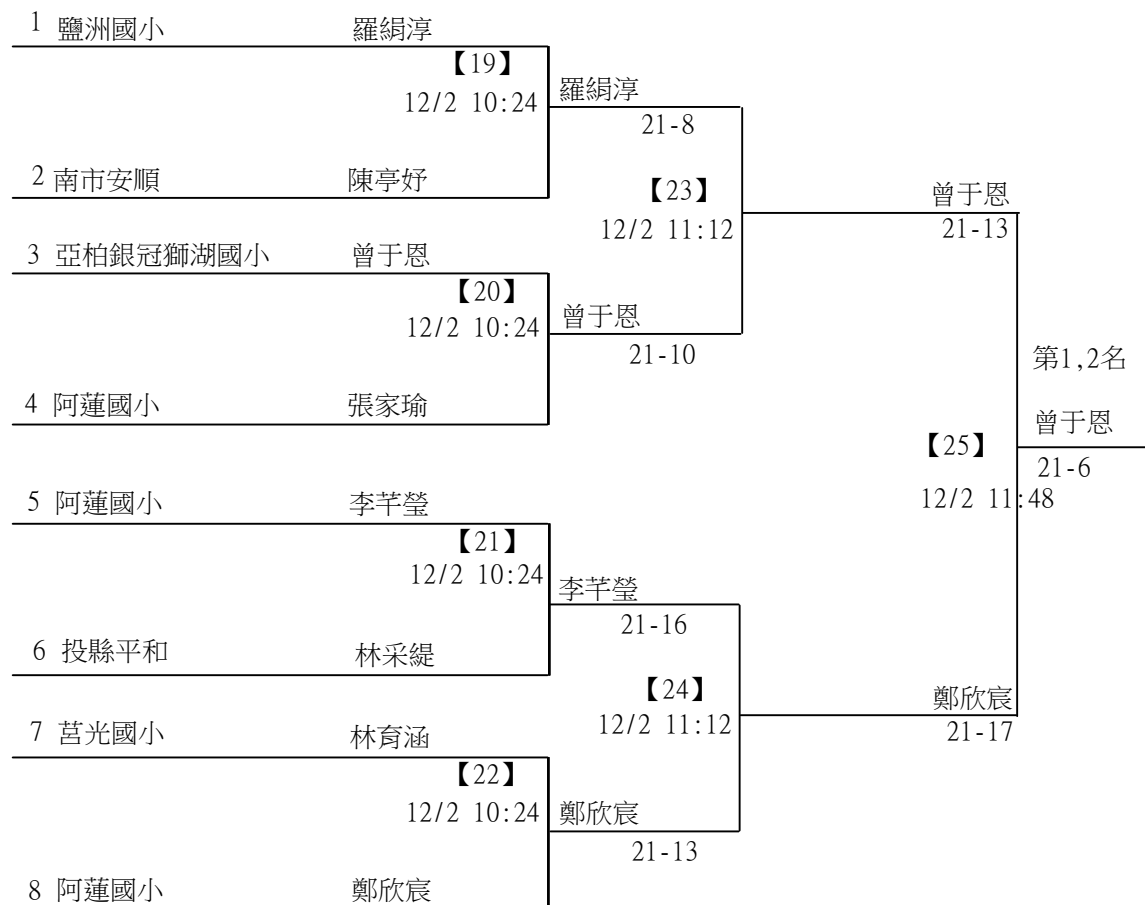 1 鹽洲國小 羅絹淳
【19】
12/2 10:24
羅絹淳
21-8
2 南市安順 陳亭妤
【23】
12/2 11:12
曾于恩
21-13
3 亞柏銀冠獅湖國小 曾于恩
【20】
12/2 10:24
曾于恩
21-10
4 阿蓮國小 張家瑜
第1,2名
曾于恩
【25】
21-6
12/2 11:48
5 阿蓮國小 李芊瑩
【21】
12/2 10:24
李芊瑩
21-16
6 投縣平和 林采緹
【24】
12/2 11:12
鄭欣宸
21-17
7 莒光國小 林育涵
【22】
12/2 10:24
鄭欣宸
21-13
8 阿蓮國小 鄭欣宸